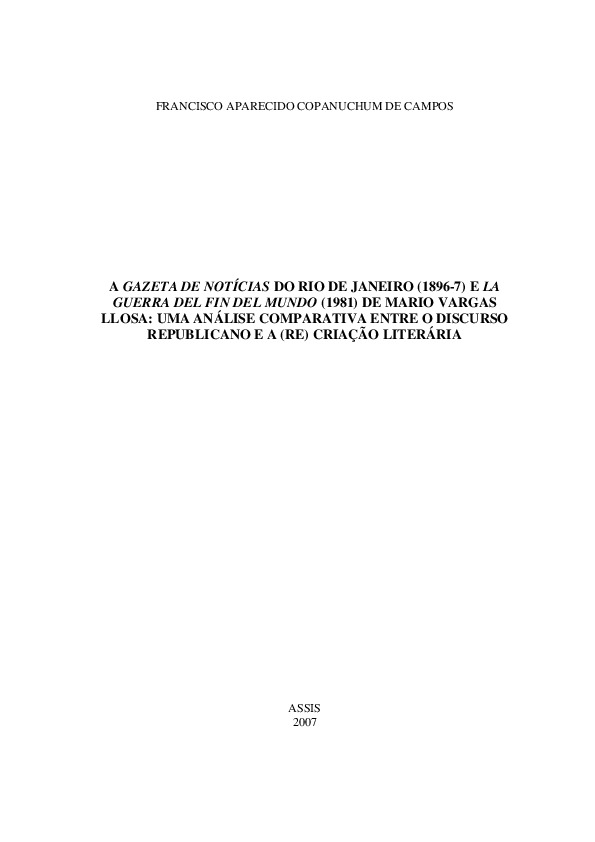 FRANCISCO APARECIDO COPANUCHUM DE CAMPOS
A GAZETA DE NOTÍCIAS DO RIO DE JANEIRO (1896-7) E LA
GUERRA DEL FIN DEL MUNDO (1981) DE MARIO VARGAS
LLOSA: UMA ANÁLISE COMPARATIVA ENTRE O DISCURSO
REPUBLICANO E A (RE) CRIAÇÃO LITERÁRIA
ASSIS
2007